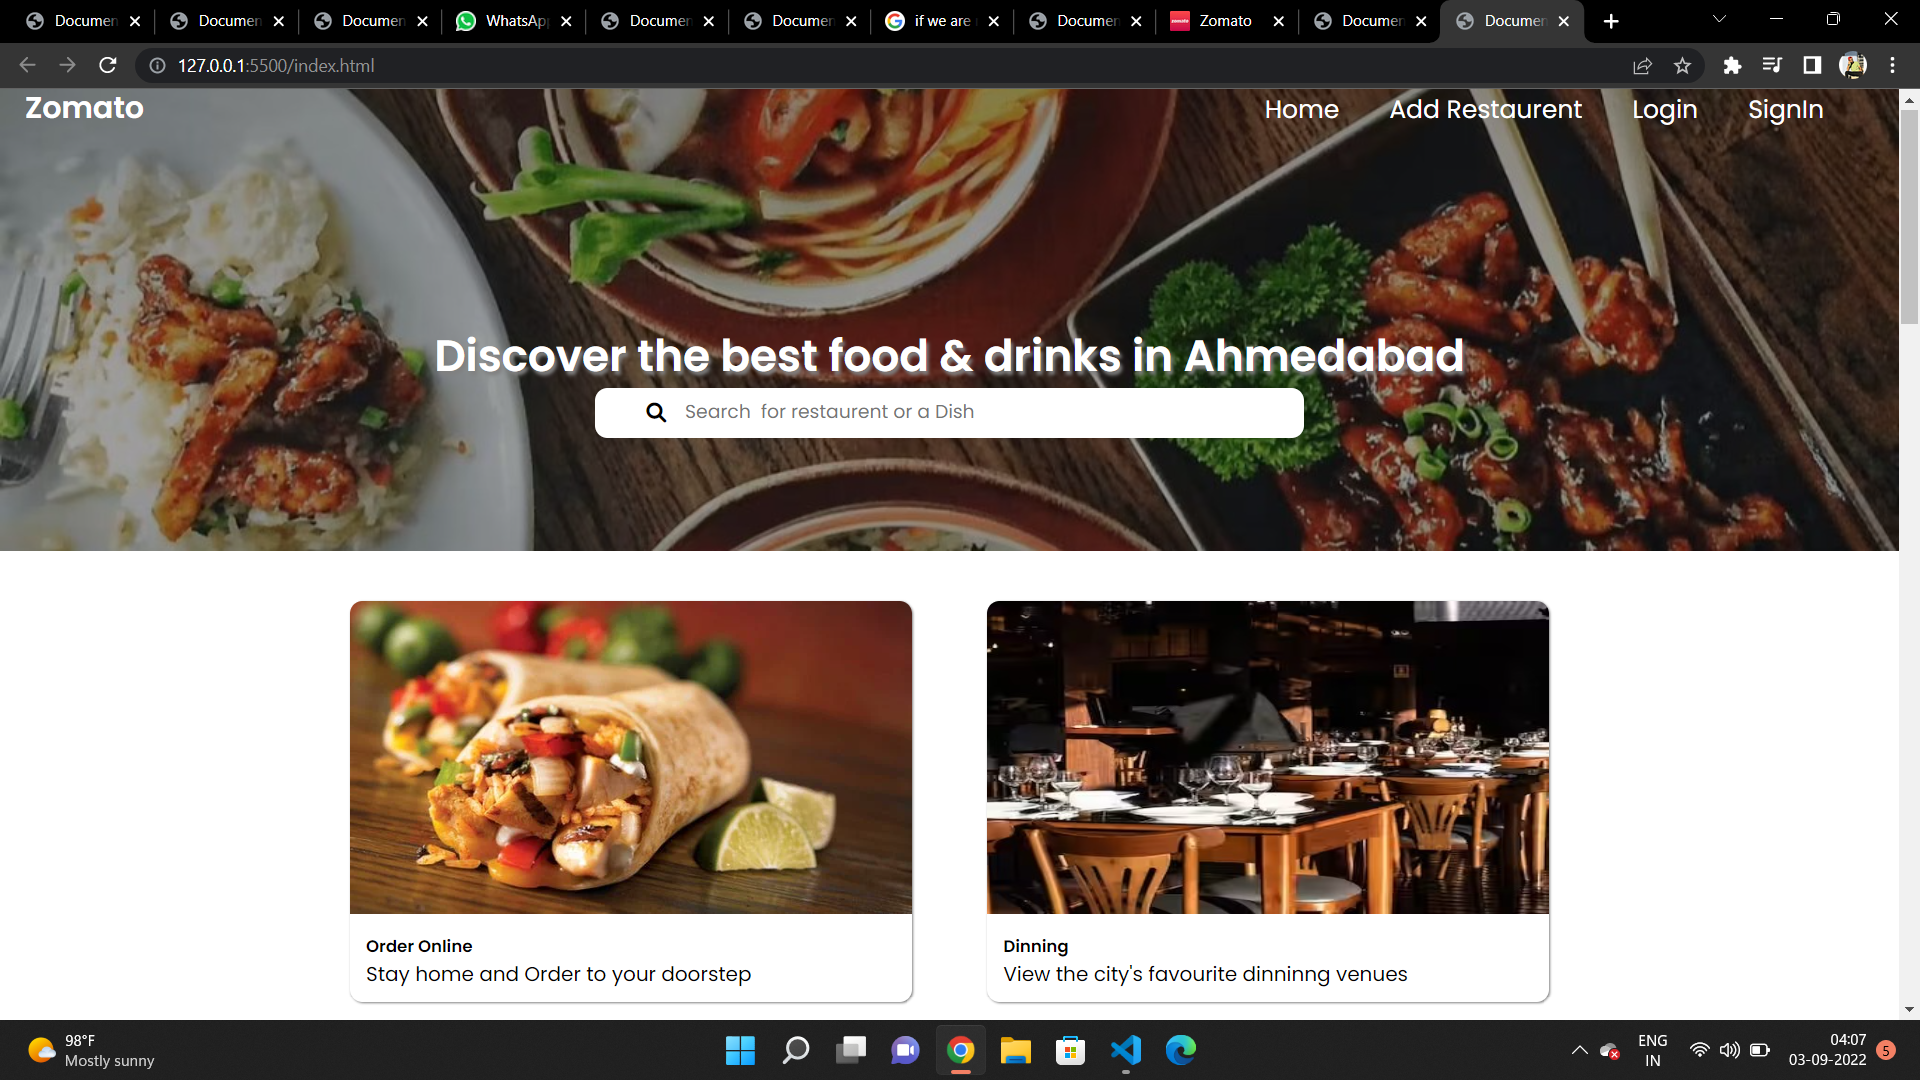 Documen Documen Documen WhatsApp Documen Documen if we are Documen Zomato Documen Documen
127.0.0.1:5500/index.html
Zomato Home Add Restaurent Login SignIn
Discover the best food & drinks in Ahmedabad
Search for restaurent or a Dish
Order Online
Stay home and Order to your doorstep
Dinning
View the city's favourite dinninng venues
98°F
Mostly sunny
ENG
IN
04:07
03-09-2022
5